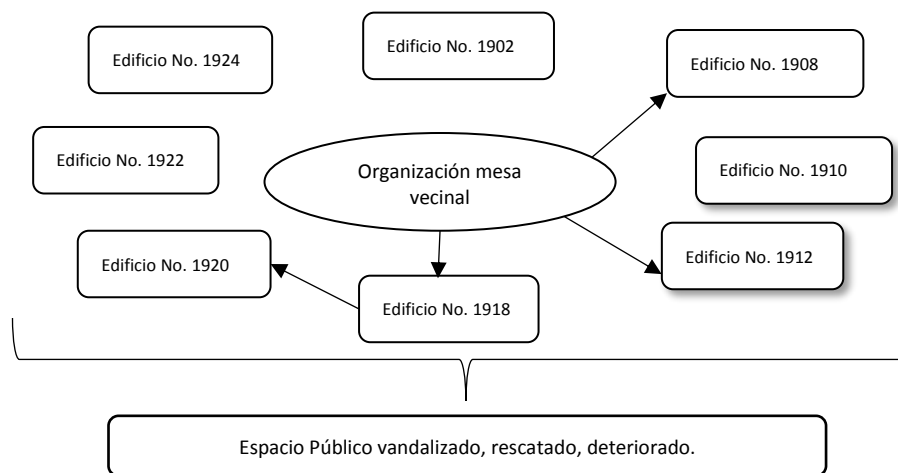 Edificio No. 1902
Edificio No. 1924
Edificio No. 1908
Edificio No. 1922
Organización mesa
vecinal
Edificio No. 1910
Edificio No. 1920
Edificio No. 1912
Edificio No. 1918
Espacio Público vandalizado, rescatado, deteriorado.